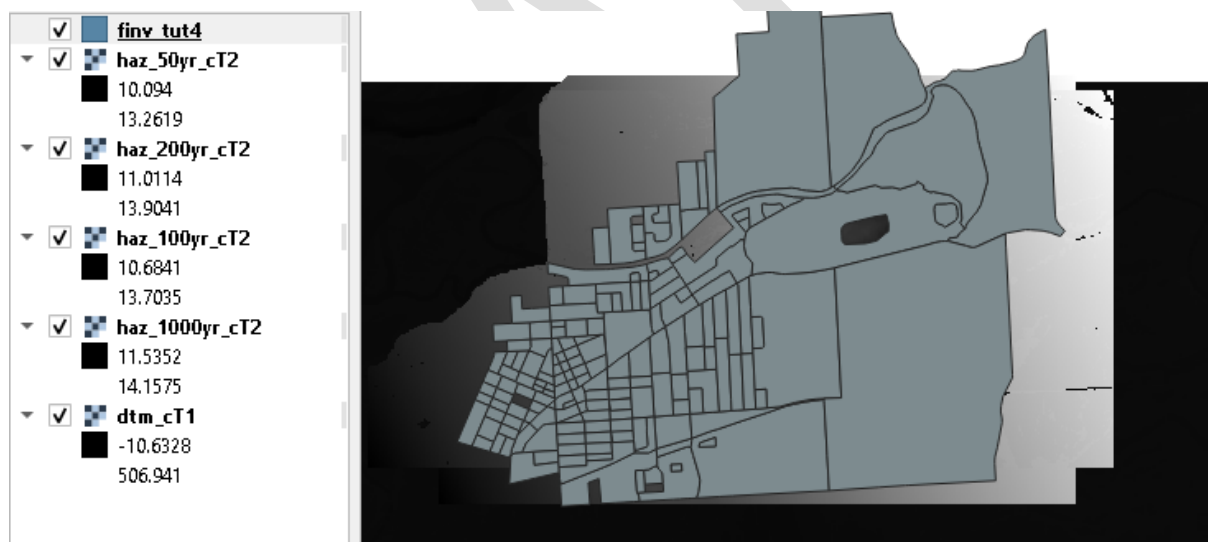 finv_tut4
haz_50yr_cT2
10.094
13.2619
haz_200yr_cT2
11.0114
13.9041
haz_100yr_cT2
10.6841
13.7035
haz_1000yr_cT2
11.5352
14.1575
dtm_cT1
-10.6328
506.941